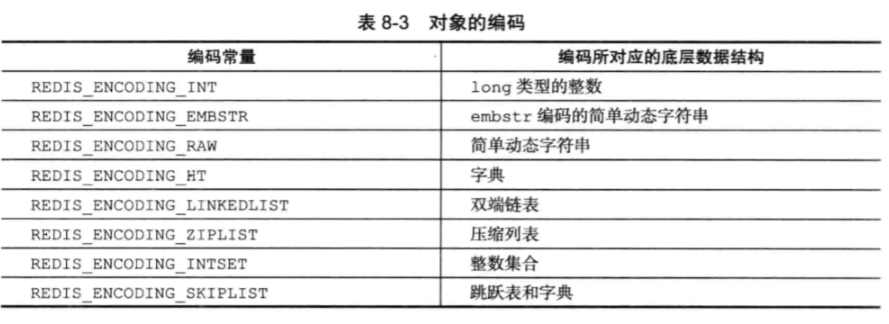 表 8-3 对象的编码
编码常量 编码所对应的底层数据结构
REDIS_ENCODING_INT long 类型的整数
REDIS_ENCODING_EMBSTR embstr 编码的简单动态字符串
REDIS_ENCODING_RAW 简单动态字符串
REDIS_ENCODING_HT 字典
REDIS_ENCODING_LINKEDLIST 双端链表
REDIS_ENCODING_ZIPLIST 压缩列表
REDIS_ENCODING_INTSET 整数集合
REDIS_ENCODING_SKIPLIST 跳跃表和字典